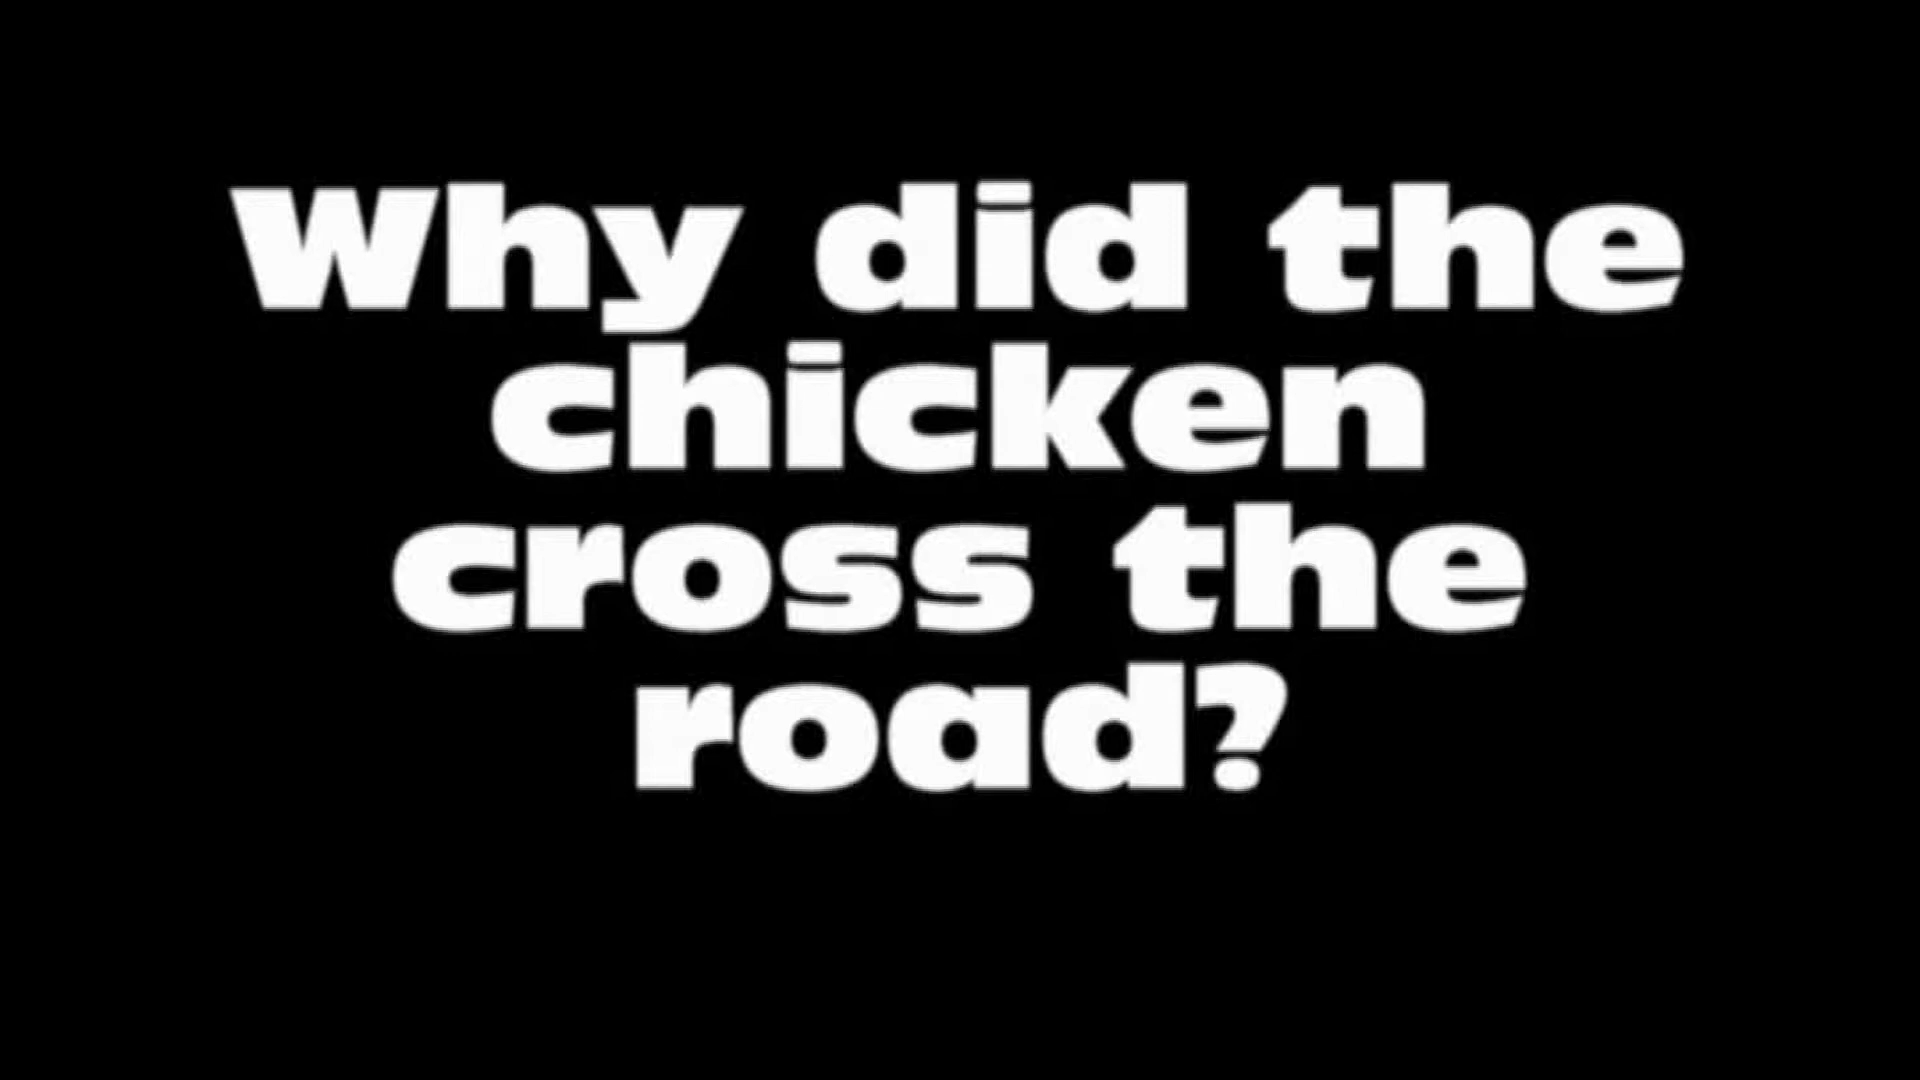 Why did the
chicken
cross the
road?